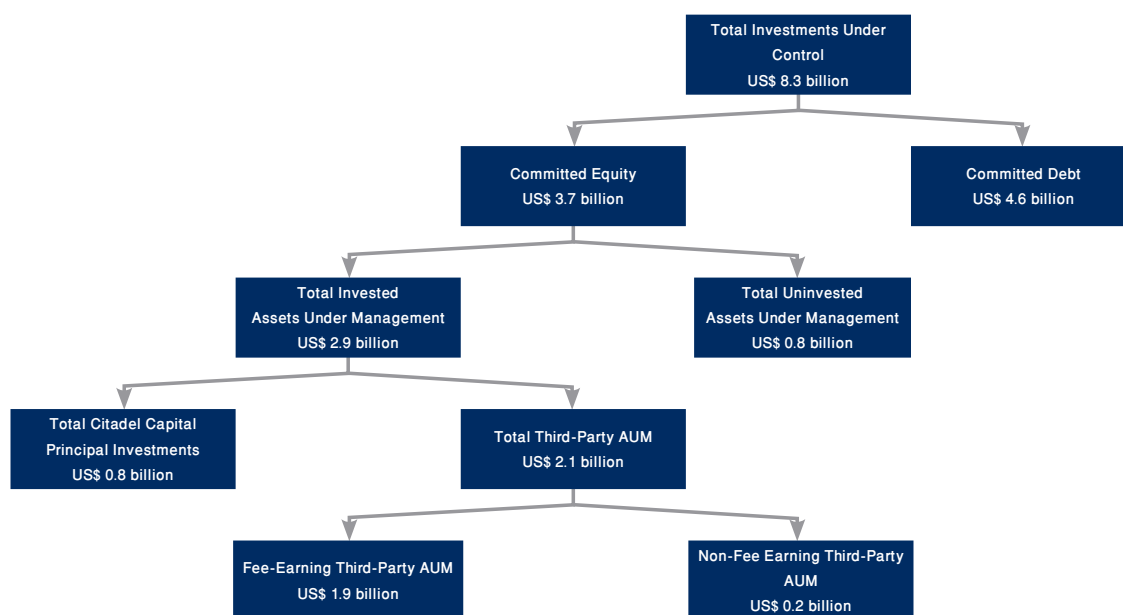 Total Investments Under
Control
US$ 8.3 billion
Committed Equity
US$ 3.7 billion
Committed Debt
US$ 4.6 billion
Total Invested
Assets Under Management
US$ 2.9 billion
Total Uninvested
Assets Under Management
US$ 0.8 billion
Total Citadel Capital
Principal Investments
US$ 0.8 billion
Total Third-Party AUM
US$ 2.1 billion
Fee-Earning Third-Party AUM
US$ 1.9 billion
Non-Fee Earning Third-Party
AUM
US$ 0.2 billion